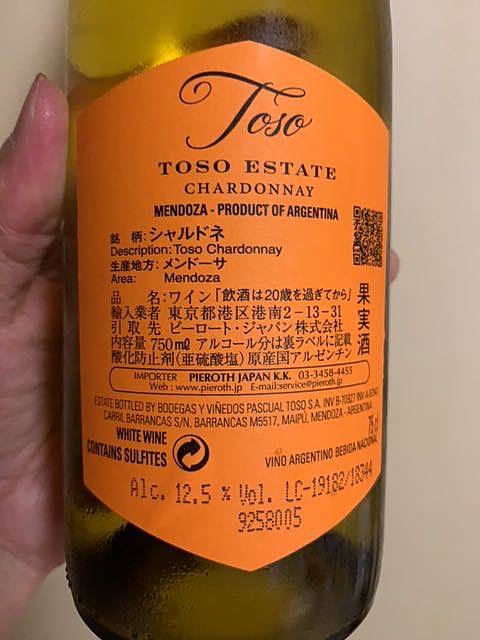 Toso
TOSO ESTATE
CHARDONNAY
MENDOZA - PRODUCT OF ARGENTINA
銘 柄: シャルドネ
Description: Toso Chardonnay
生産地方: メンドーサ
Area: Mendoza
品 名: ワイン「飲酒は20歳を過ぎてから」
輸入業者 東京都港区港南2-13-31
引 取 先 ピーロート・ジャパン株式会社
内容量 750mℓ アルコール分は裏ラベルに記載
酸化防止剤(亜硫酸塩) 原産国アルゼンチン
果実酒
IMPORTER PIEROTH JAPAN K.K. 03-3458-4455
Web : www.pieroth.jp E-mail:service@pieroth.jp
ESTATE BOTTLED BY BODEGAS Y VIÑEDOS PASCUAL TOSO S.A. INV B-70827 INV
CARRIL BARRANCAS S/N, BARRANCAS M5517, MAIPÚ, MENDOZA - ARGENTINA
75 cl
WHITE WINE
CONTAINS SULFITES
VINO ARGENTINO BEBIDA NACIONAL
Alc. 12.5 % Vol. LC-19182/18344
9258005